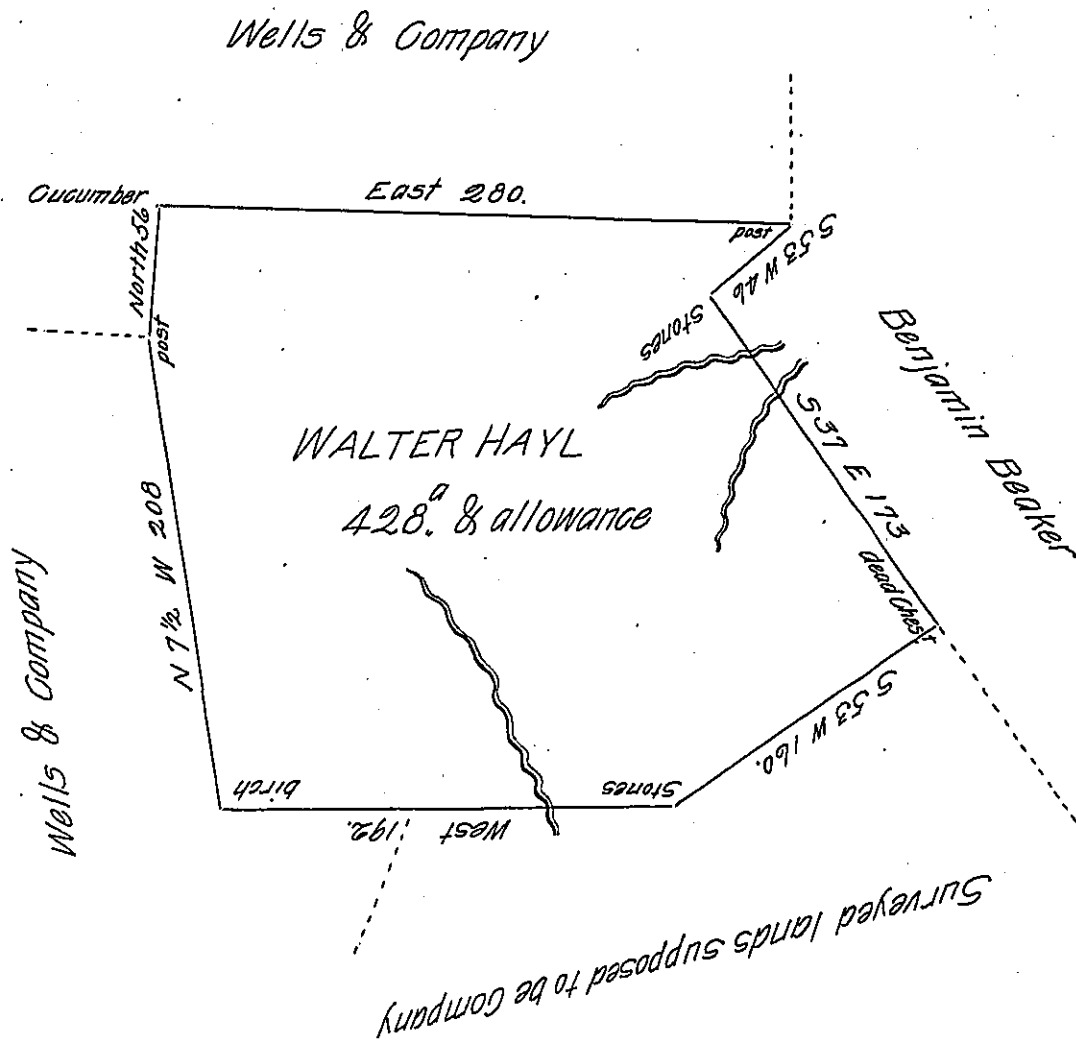 Wells & Company
Cucumber
East 280.
post
S 53 W 46
North 56
post
Stones
Benjamin Beaker
S 37 E 173
WALTER HAYL
428.a & allowance
N 7 1/2 W 208
Wells & Company
dead Chest
S 53 W 160.
birch
Stones
West 192.
Surveyed lands supposed to be Company